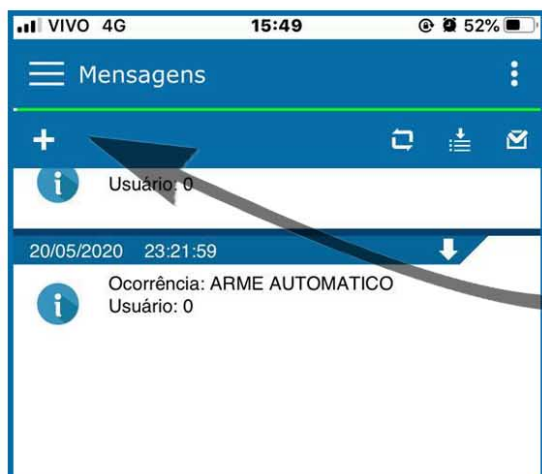 VIVO 4G 15:49 52%
Mensagens
Usuário: 0
20/05/2020 23:21:59
Ocorrência: ARME AUTOMATICO
Usuário: 0